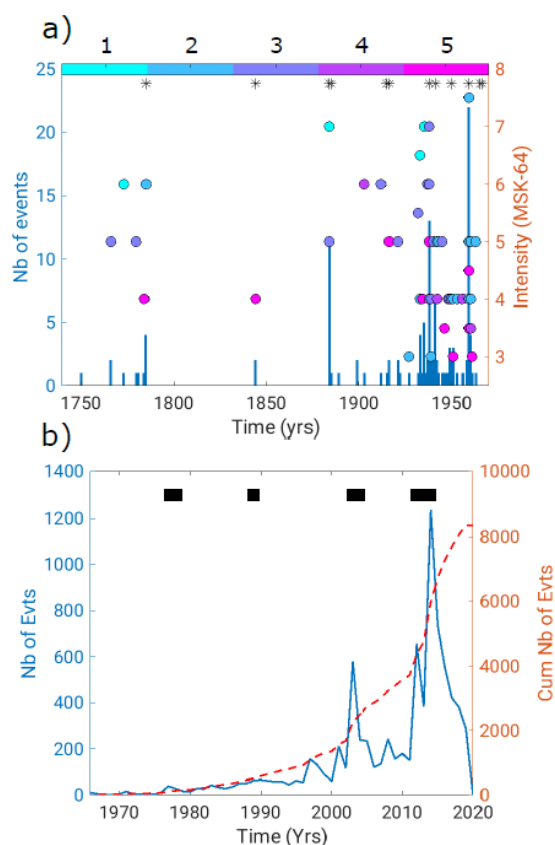 a)
1 2 3 4 5
25 8
20 7
15 6
10 5
5 4
0 3
Nb of events
Intensity (MSK-64)
1750 1800 1850 1900 1950
Time (yrs)
b)
1400 10000
1200
1000 8000
800 6000
600
400 4000
200 2000
0 0
Nb of Evts
Cum Nb of Evts
1970 1980 1990 2000 2010 2020
Time (Yrs)